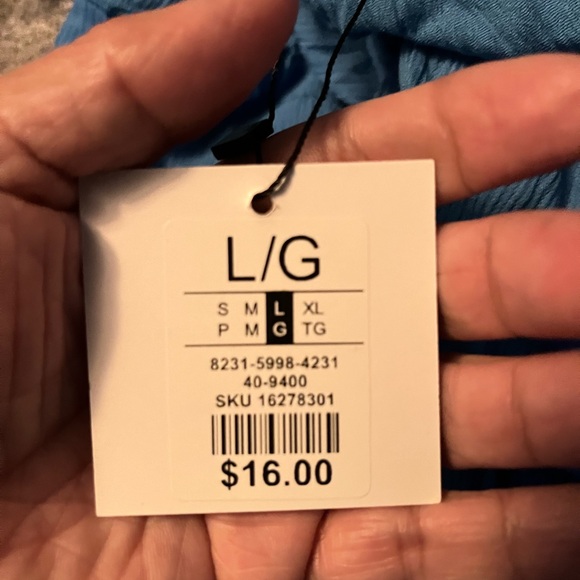 L/G
S M L XL
P M G TG
8231-5998-4231
40-9400
SKU 16278301
$16.00